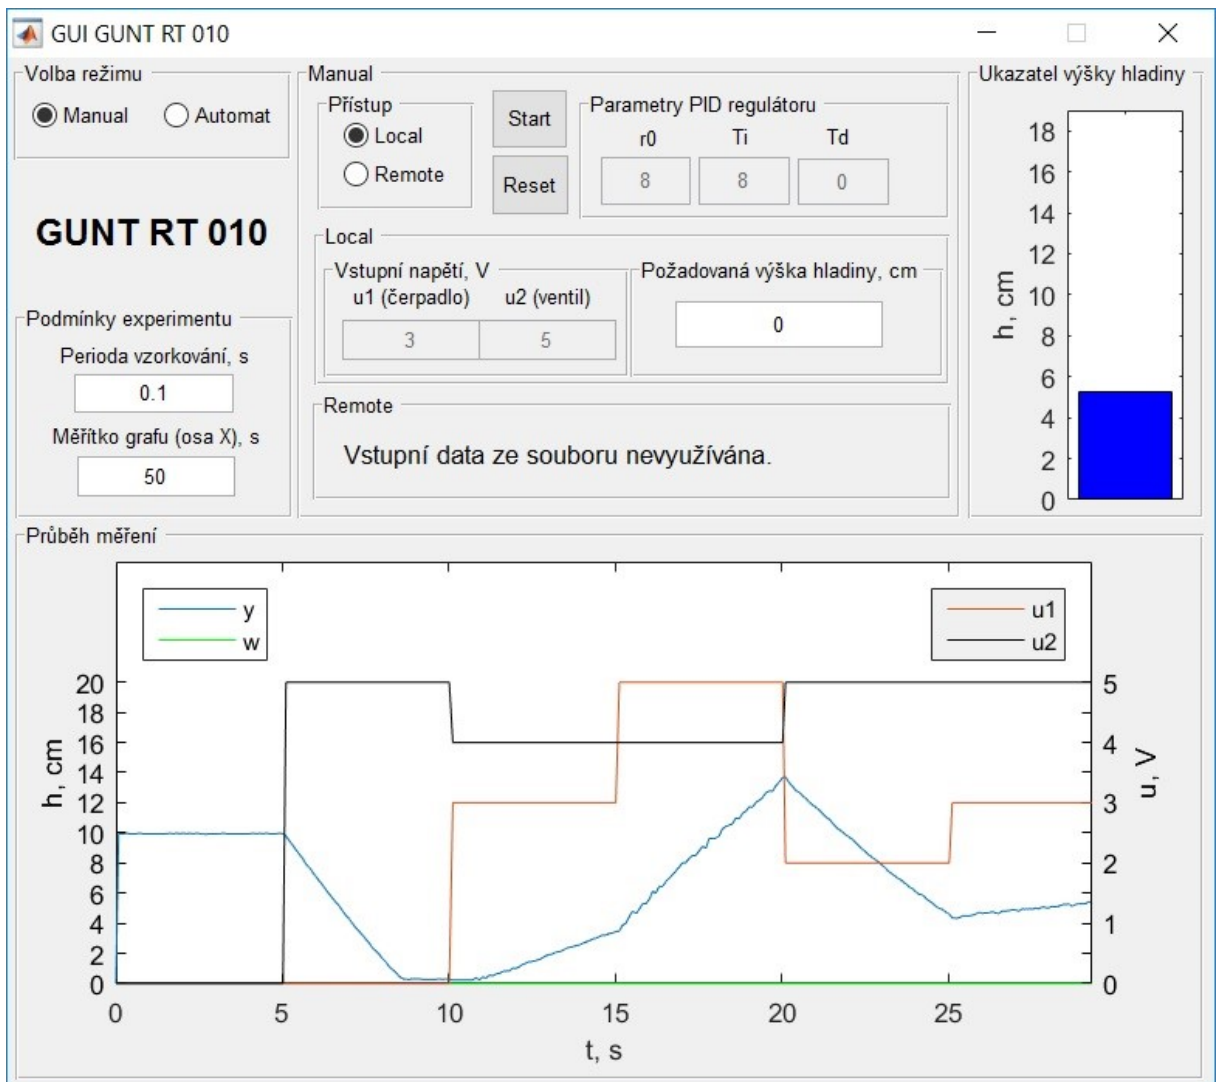 GUI GUNT RT 010
Volba režimu
Manual
Automat
GUNT RT 010
Podmínky experimentu
Perioda vzorkování, s
0.1
Měřítko grafu (osa X), s
50
Manual
Přístup
Local
Remote
Start
Reset
Parametry PID regulátoru
r0 Ti Td
8 8 0
Local
Vstupní napětí, V
u1 (čerpadlo) u2 (ventil)
3 5
Požadovaná výška hladiny, cm
0
Remote
Vstupní data ze souboru nevyužívána.
Ukazatel výšky hladiny
18
16
14
12
10
8
6
4
2
0
h, cm
Průběh měření
y
w
u1
u2
20
18
16
14
12
10
8
6
4
2
0
h, cm
5
4
3
2
1
0
u, V
0 5 10 15 20 25
t, s